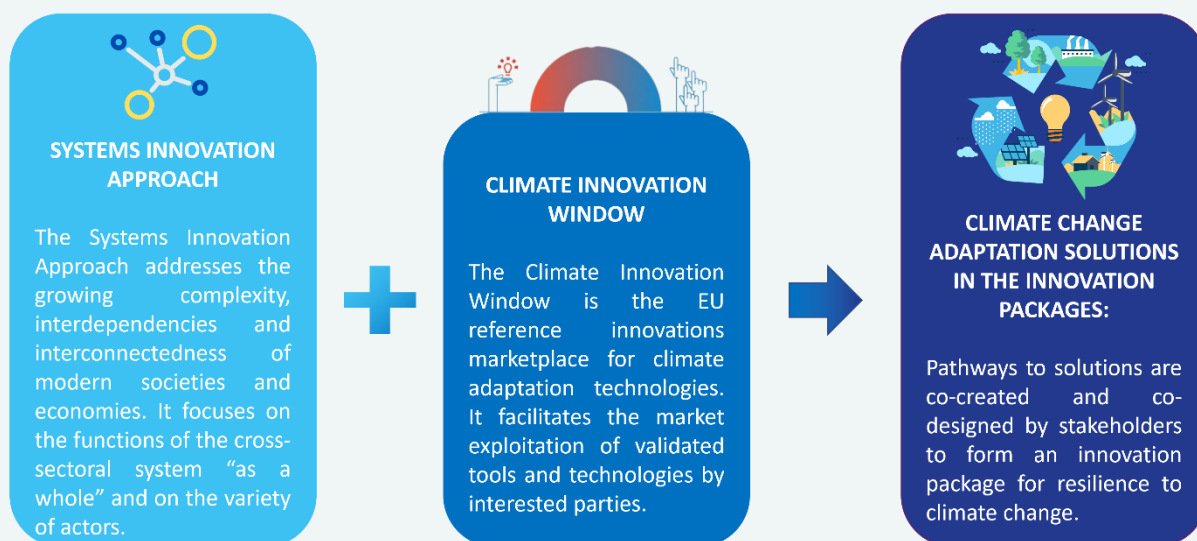 SYSTEMS INNOVATION
APPROACH
The Systems Innovation
Approach addresses the
growing complexity,
interdependencies and
interconnectedness of
modern societies and
economies. It focuses on
the functions of the cross-
sectoral system “as a
whole” and on the variety
of actors.
CLIMATE INNOVATION
WINDOW
The Climate Innovation
Window is the EU
reference innovations
marketplace for climate
adaptation technologies.
It facilitates the market
exploitation of validated
tools and technologies by
interested parties.
CLIMATE CHANGE
ADAPTATION SOLUTIONS
IN THE INNOVATION
PACKAGES:
Pathways to solutions are
co-created and co-
designed by stakeholders
to form an innovation
package for resilience to
climate change.